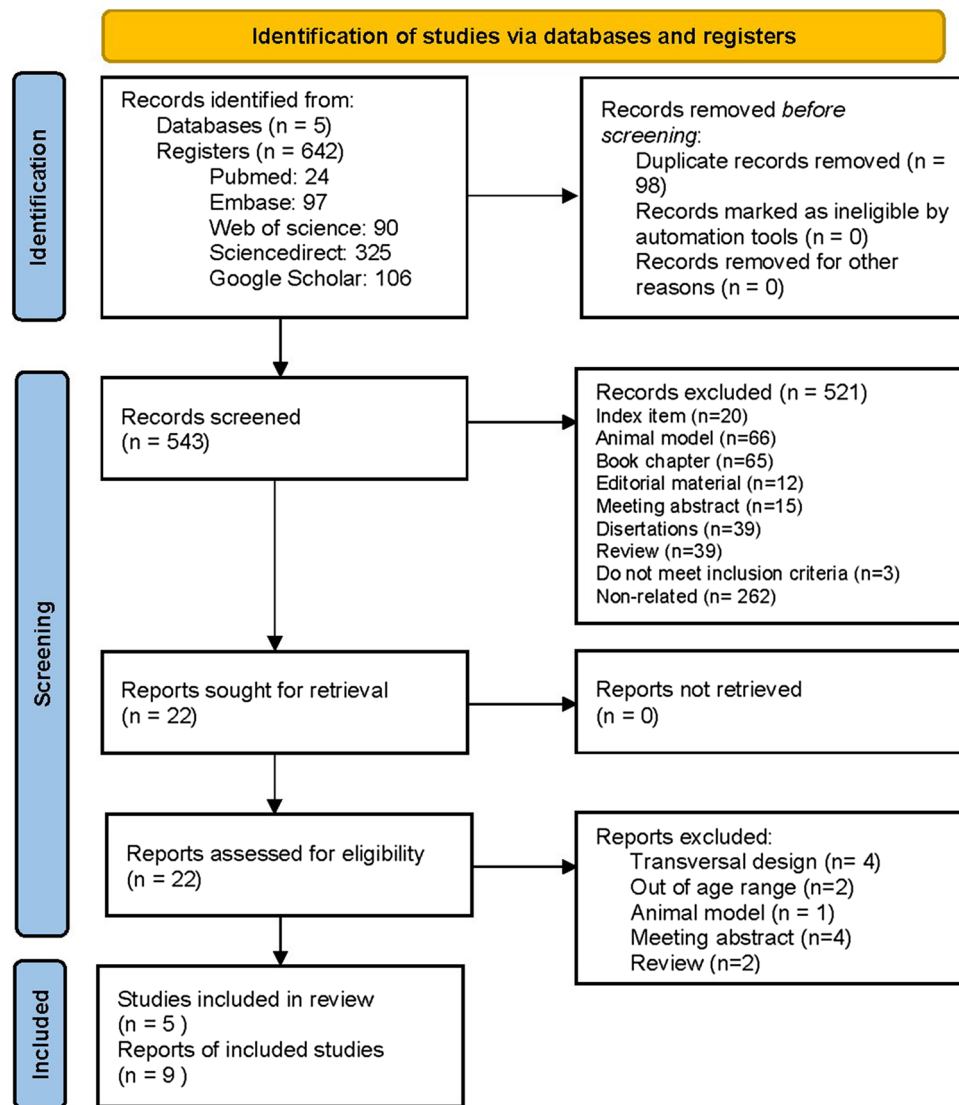 Identification of studies via databases and registers
Identification
Records identified from:
Databases (n = 5)
Registers (n = 642)
Pubmed: 24
Embase: 97
Web of science: 90
Sciencedirect: 325
Google Scholar: 106
Records removed before
screening:
Duplicate records removed (n =
98)
Records marked as ineligible by
automation tools (n = 0)
Records removed for other
reasons (n = 0)
Screening
Records screened
(n = 543)
Records excluded (n = 521)
Index item (n=20)
Animal model (n=66)
Book chapter (n=65)
Editorial material (n=12)
Meeting abstract (n=15)
Disertations (n=39)
Review (n=39)
Do not meet inclusion criteria (n=3)
Non-related (n= 262)
Reports sought for retrieval
(n = 22)
Reports not retrieved
(n = 0)
Reports assessed for eligibility
(n = 22)
Reports excluded:
Transversal design (n= 4)
Out of age range (n=2)
Animal model (n = 1)
Meeting abstract (n=4)
Review (n=2)
Included
Studies included in review
(n = 5 )
Reports of included studies
(n = 9 )